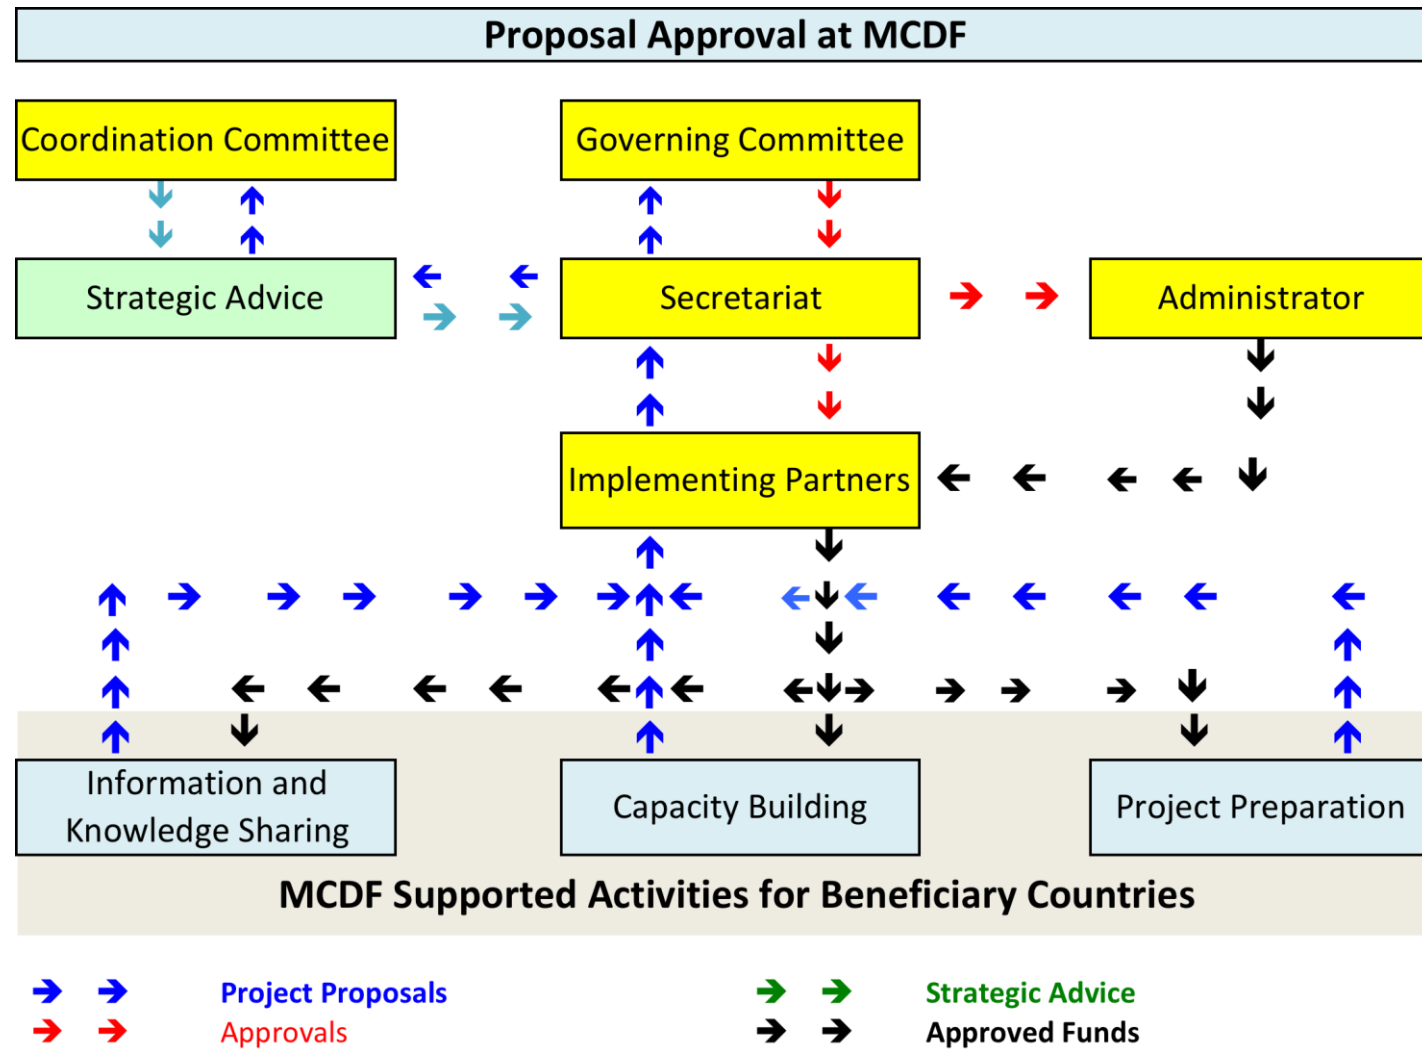 Proposal Approval at MCDF
Coordination Committee
Governing Committee
Strategic Advice
Secretariat
Administrator
Implementing Partners
Information and
Knowledge Sharing
Capacity Building
Project Preparation
MCDF Supported Activities for Beneficiary Countries
Project Proposals
Strategic Advice
Approvals
Approved Funds